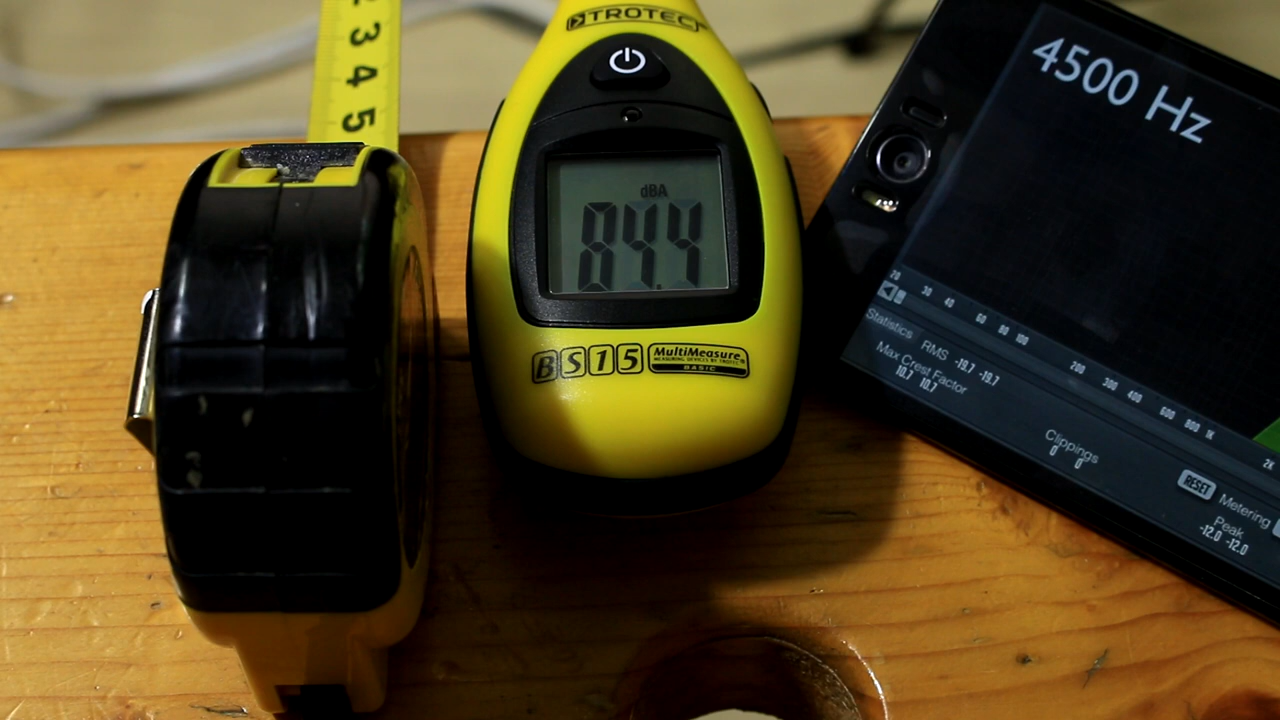 2
3
4
5
TROTEC
dBA
84.4
BS15
MultiMeasure
MEASURING DEVICES BY TROTEC
BASIC
4500 Hz
20 30 40 60 80 100 200 300 400 600 800 1K 2K
Statistics
RMS
-19.7 -19.7
Max Crest Factor
10.7 10.7
Clippings
0 0
RESET
Metering
Peak
-12.0 -12.0